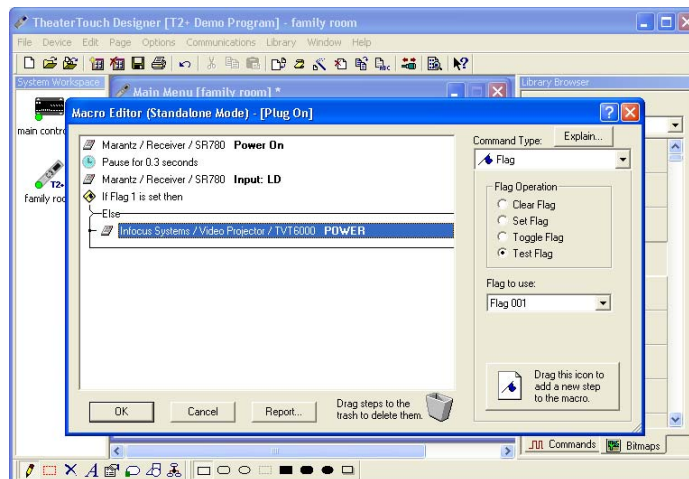 TheaterTouch Designer [T2+ Demo Program] - family room
File Device Edit Page Options Communications Library Window Help
System Workspace
Main Menu [family room] *
Library Browser
Macro Editor (Standalone Mode) - [Plug On]
main contro
T2+
family roo
Marantz / Receiver / SR780 Power On
Pause for 0.3 seconds
Marantz / Receiver / SR780 Input: LD
If Flag 1 is set then
Else
Infocus Systems / Video Projector / TVT6000 POWER
Command Type:
Explain...
Flag
Flag Operation
Clear Flag
Set Flag
Toggle Flag
Test Flag
Flag to use:
Flag 001
Drag this icon to
add a new step
to the macro.
OK
Cancel
Report...
Drag steps to the
trash to delete them.
Commands
Bitmaps